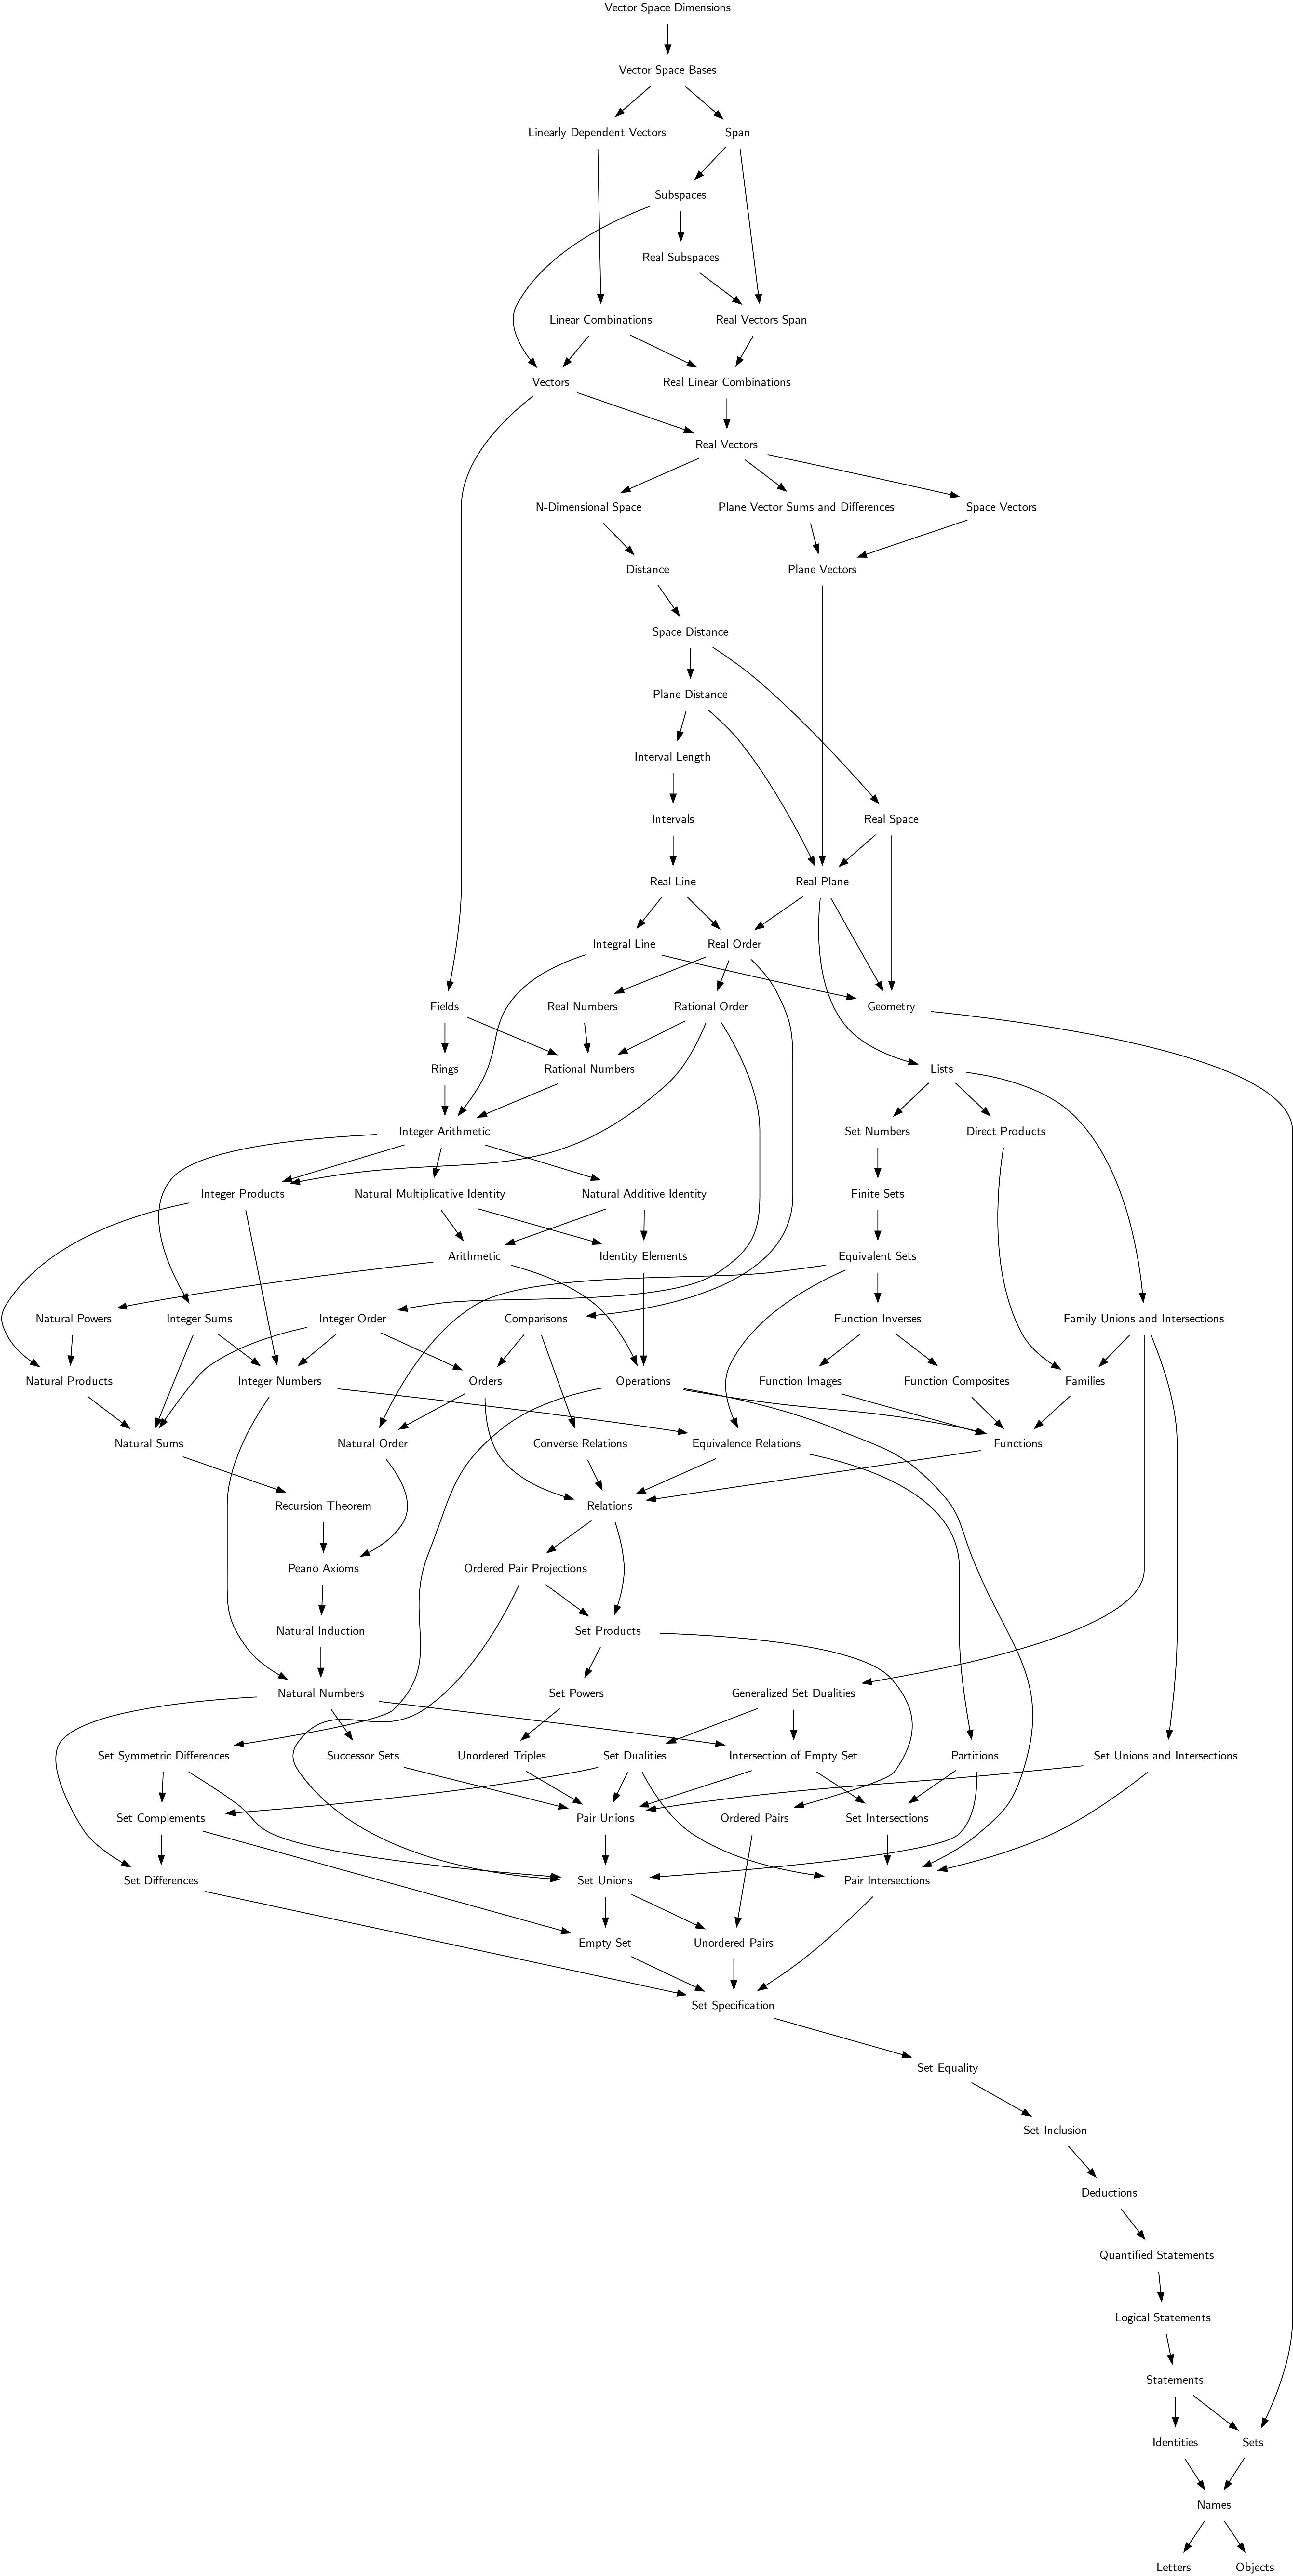 Vector Space Dimensions
Vector Space Bases
Linearly Dependent Vectors
Span
Subspaces
Real Subspaces
Linear Combinations
Real Vectors Span
Vectors
Real Linear Combinations
Real Vectors
N-Dimensional Space
Plane Vector Sums and Differences
Space Vectors
Distance
Plane Vectors
Space Distance
Plane Distance
Interval Length
Intervals
Real Space
Real Line
Real Plane
Integral Line
Real Order
Fields
Real Numbers
Rational Order
Geometry
Rings
Rational Numbers
Lists
Integer Arithmetic
Set Numbers
Direct Products
Integer Products
Natural Multiplicative Identity
Natural Additive Identity
Finite Sets
Arithmetic
Identity Elements
Equivalent Sets
Natural Powers
Integer Sums
Integer Order
Comparisons
Function Inverses
Family Unions and Intersections
Natural Products
Integer Numbers
Orders
Operations
Function Images
Function Composites
Families
Natural Sums
Natural Order
Converse Relations
Equivalence Relations
Functions
Recursion Theorem
Relations
Peano Axioms
Ordered Pair Projections
Natural Induction
Set Products
Natural Numbers
Set Powers
Generalized Set Dualities
Set Symmetric Differences
Successor Sets
Unordered Triples
Set Dualities
Intersection of Empty Set
Partitions
Set Unions and Intersections
Set Complements
Pair Unions
Ordered Pairs
Set Intersections
Set Differences
Set Unions
Pair Intersections
Empty Set
Unordered Pairs
Set Specification
Set Equality
Set Inclusion
Deductions
Quantified Statements
Logical Statements
Statements
Identities
Sets
Names
Letters
Objects